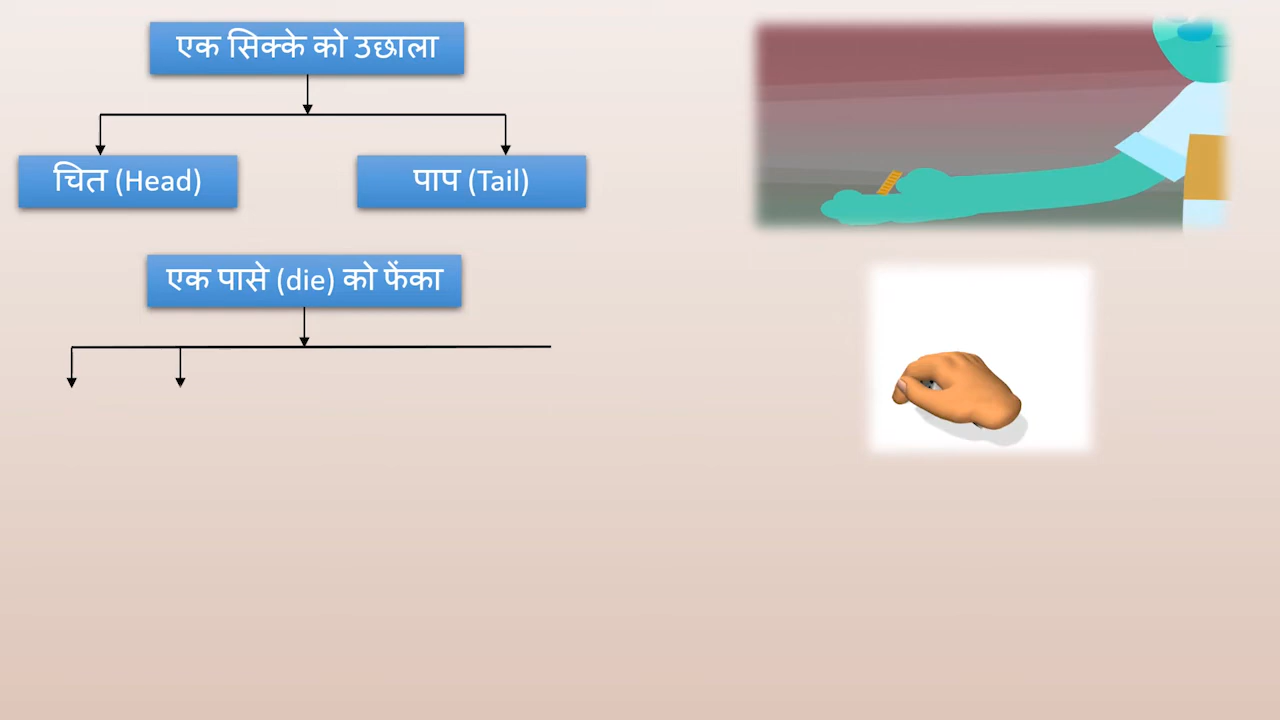 एक सिक्के को उछाला
चित (Head)
पाप (Tail)
एक पासे (die) को फेंका